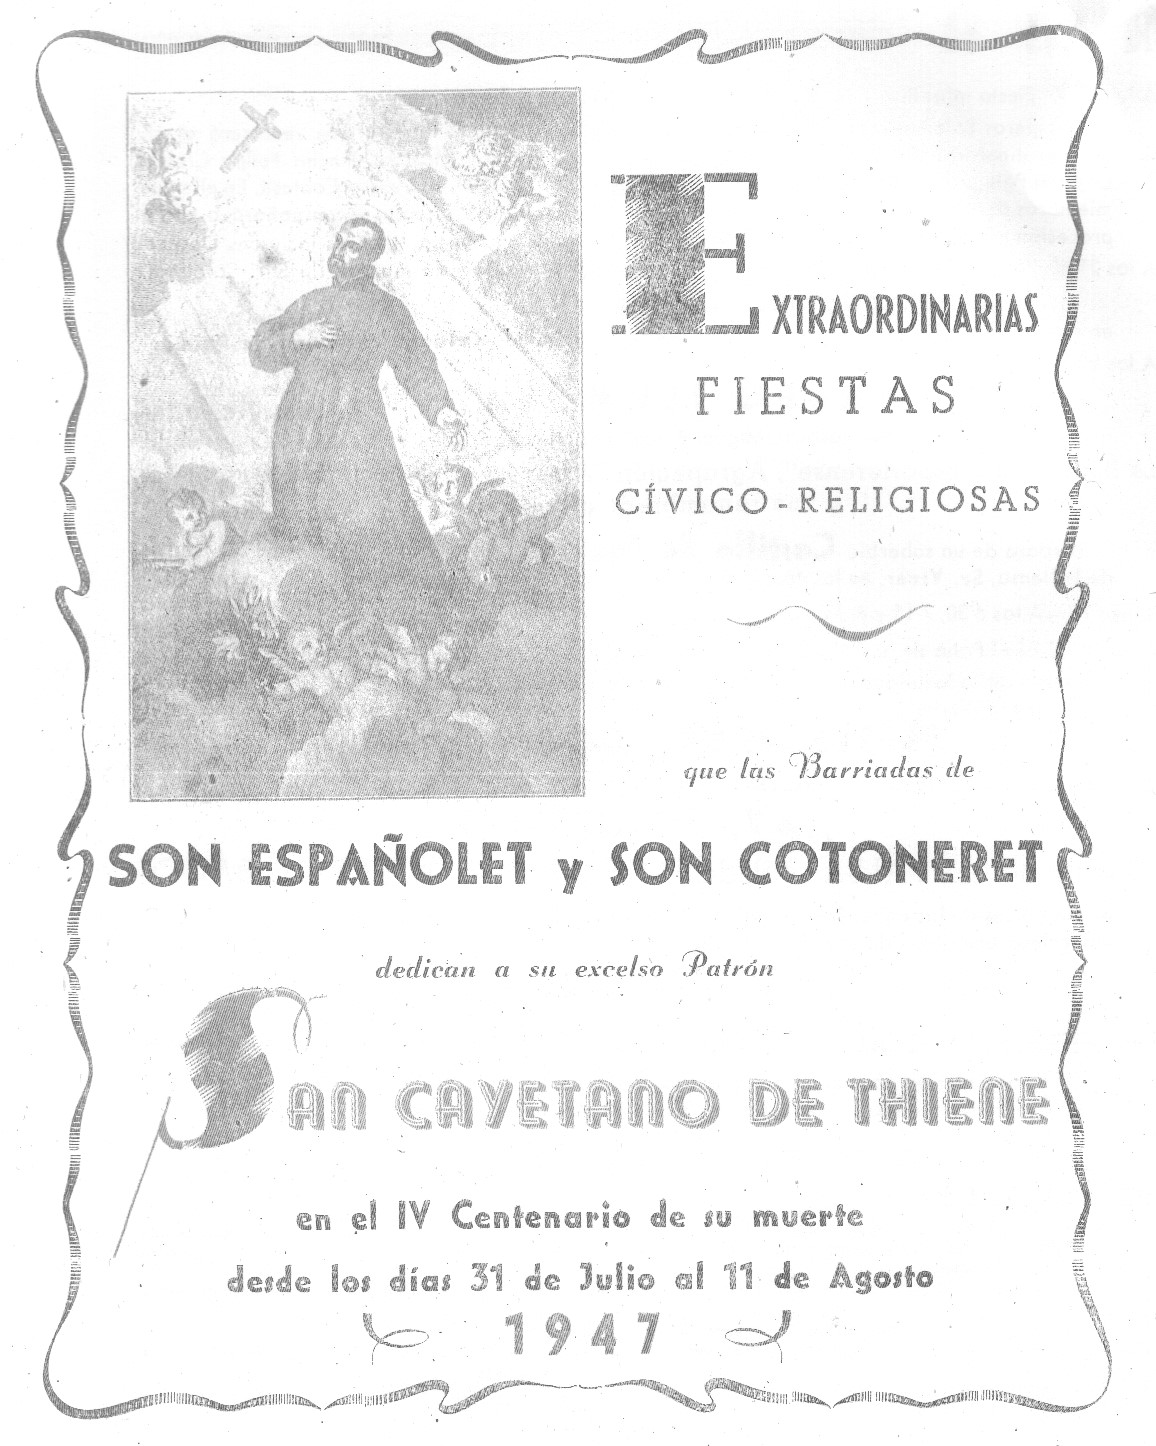 EXTRAORDINARIAS
FIESTAS
CÍVICO-RELIGIOSAS
que las Barriadas de
SON ESPAÑOLET y SON COTONERET
dedican a su excelso Patrón
SAN CAYETANO DE THIENE
en el IV Centenario de su muerte
desde los días 31 de Julio al 11 de Agosto
1947